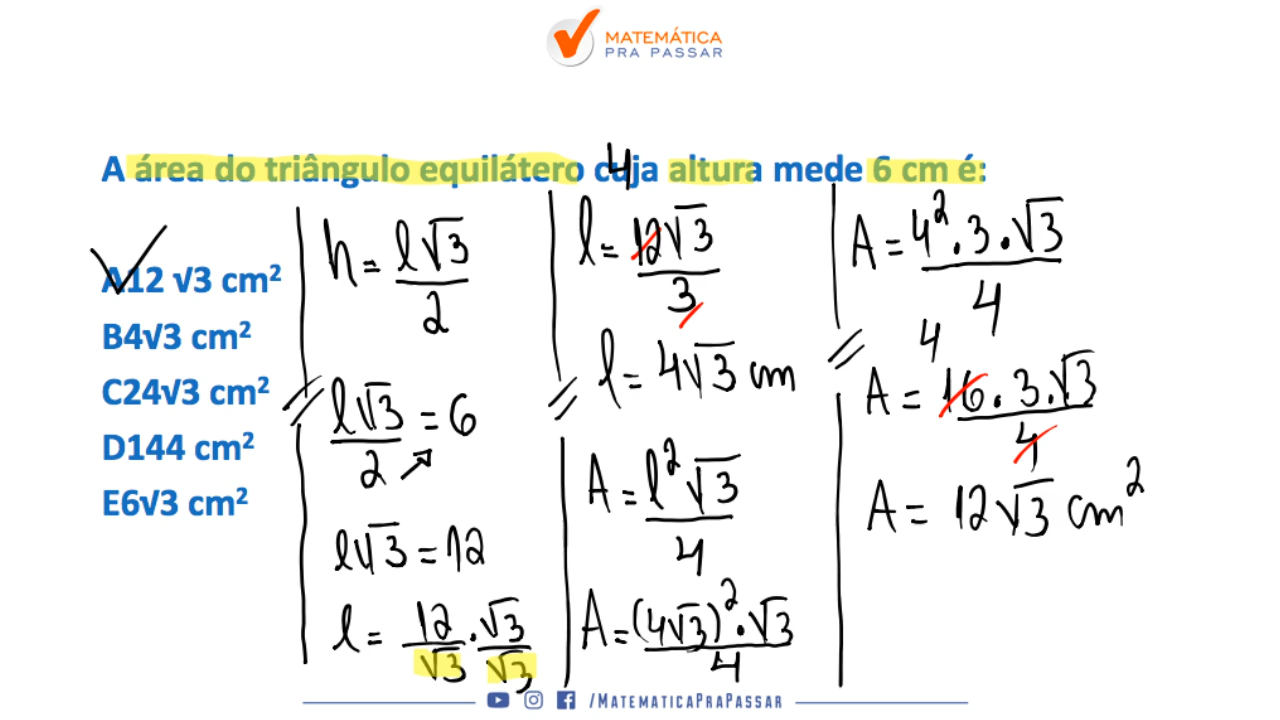 MATEMÁTICA
PRA PASSAR
A área do triângulo equilátero cuja altura mede 6 cm é:
A12 √3 cm²
B4√3 cm²
C24√3 cm²
D144 cm²
E6√3 cm²
h = l√3 / 2
l√3 / 2 = 6
l√3 = 12
l = 12/√3 . √3/√3
4
l = 12√3 / 3
l = 4√3 cm
A = l²√3 / 4
A = (4√3)² . √3 / 4
A = 4² . 3 . √3 / 4
4
A = 16 . 3 . √3 / 4
A = 12√3 cm²
/MatematicaPraPassar